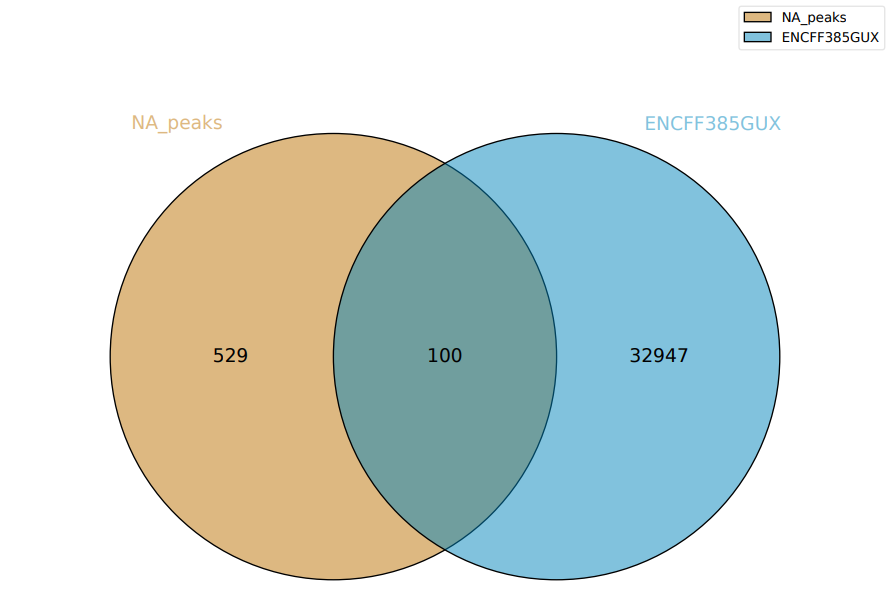 NA_peaks
ENCFF385GUX
NA_peaks
ENCFF385GUX
529
100
32947